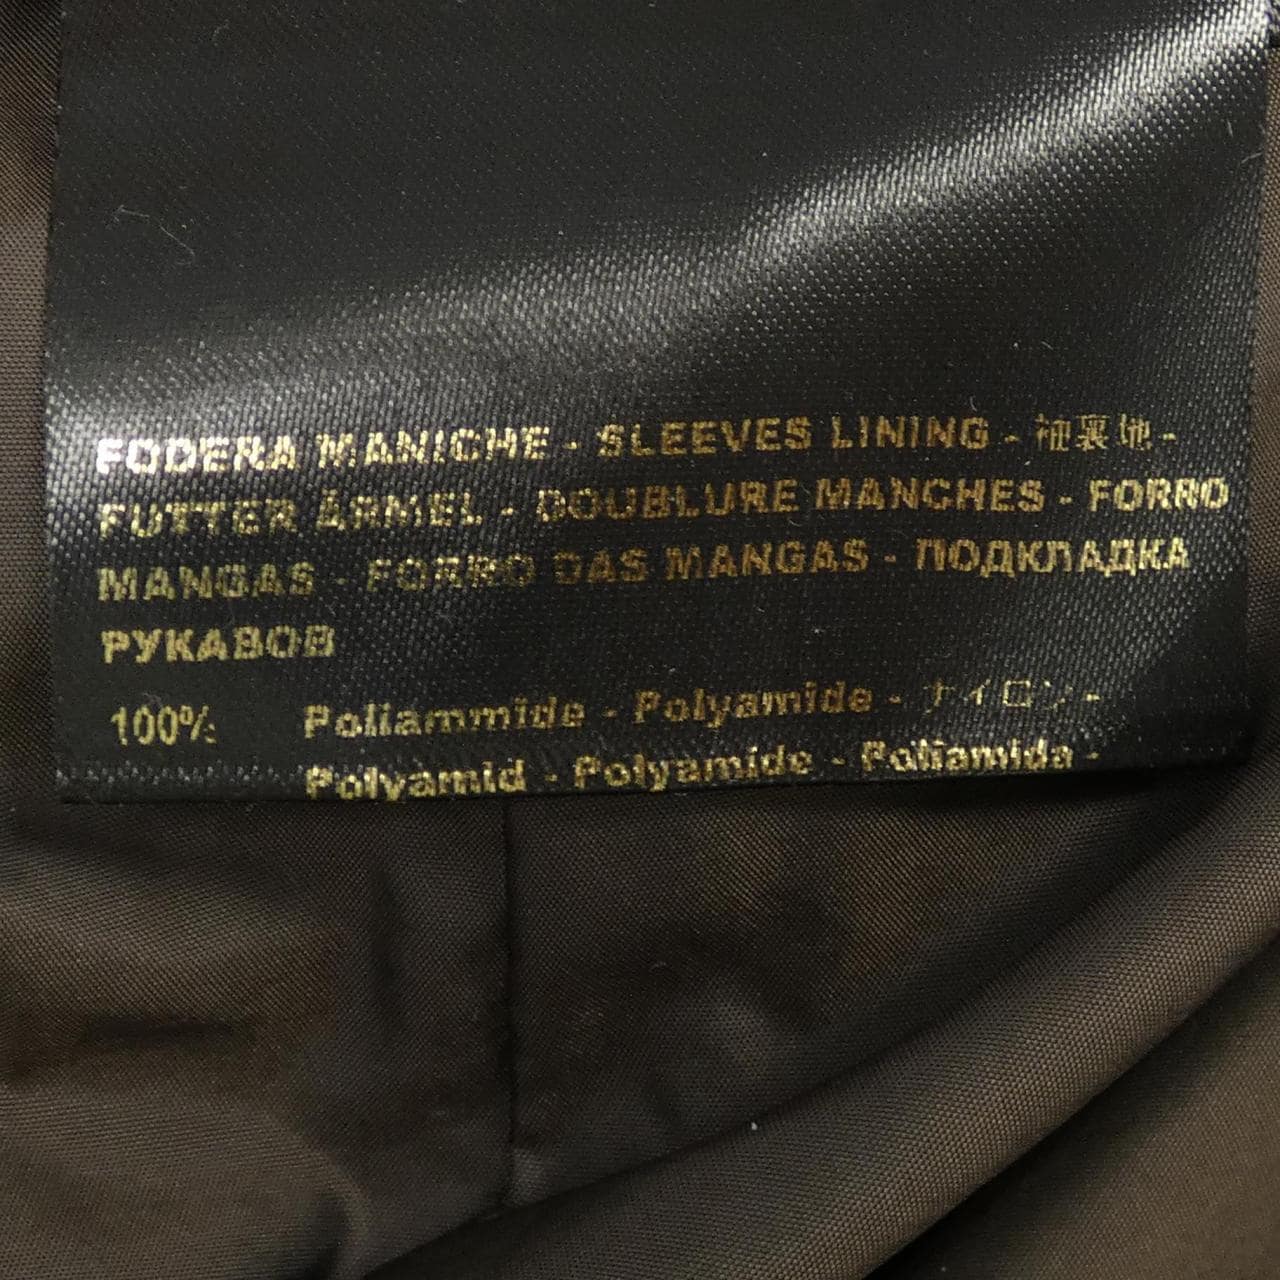 FODERA MANICHE - SLEEVES LINING - 袖裏地 -
FUTTER ÄRMEL - DOUBLURE MANCHES - FORRO
MANGAS - FORRO DAS MANGAS - ПОДКЛАДКА
РУКАВОВ
100% Poliammide - Polyamide - ナイロン -
Polyamid - Polyamide - Poliamida -